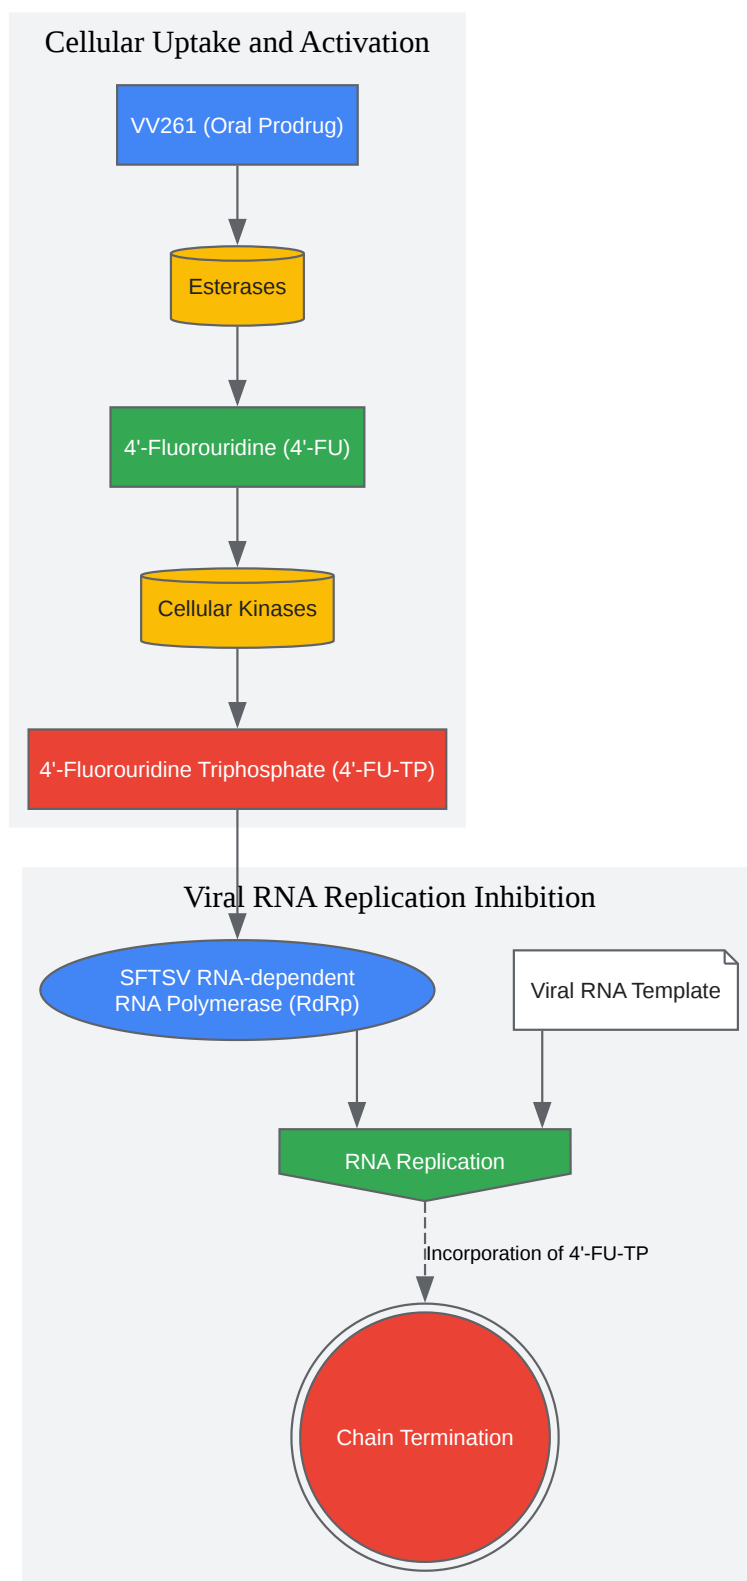 Cellular Uptake and Activation
VV261 (Oral Prodrug)
Esterases
4'-Fluorouridine (4'-FU)
Cellular Kinases
4'-Fluorouridine Triphosphate (4'-FU-TP)
Viral RNA Replication Inhibition
SFTSV RNA-dependent
RNA Polymerase (RdRp)
Viral RNA Template
RNA Replication
Incorporation of 4'-FU-TP
Chain Termination